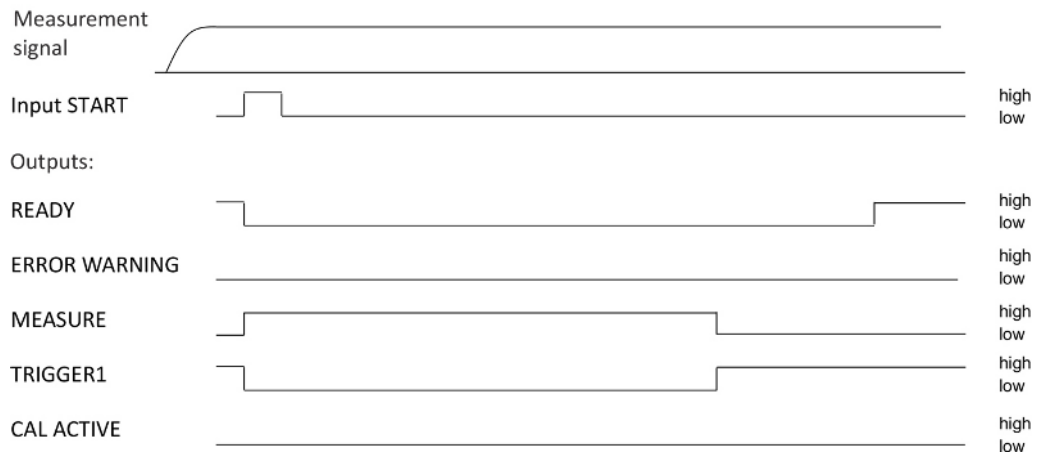 Measurement
signal
Input START
high
low
Outputs:
READY
high
low
ERROR WARNING
high
low
MEASURE
high
low
TRIGGER1
high
low
CAL ACTIVE
high
low